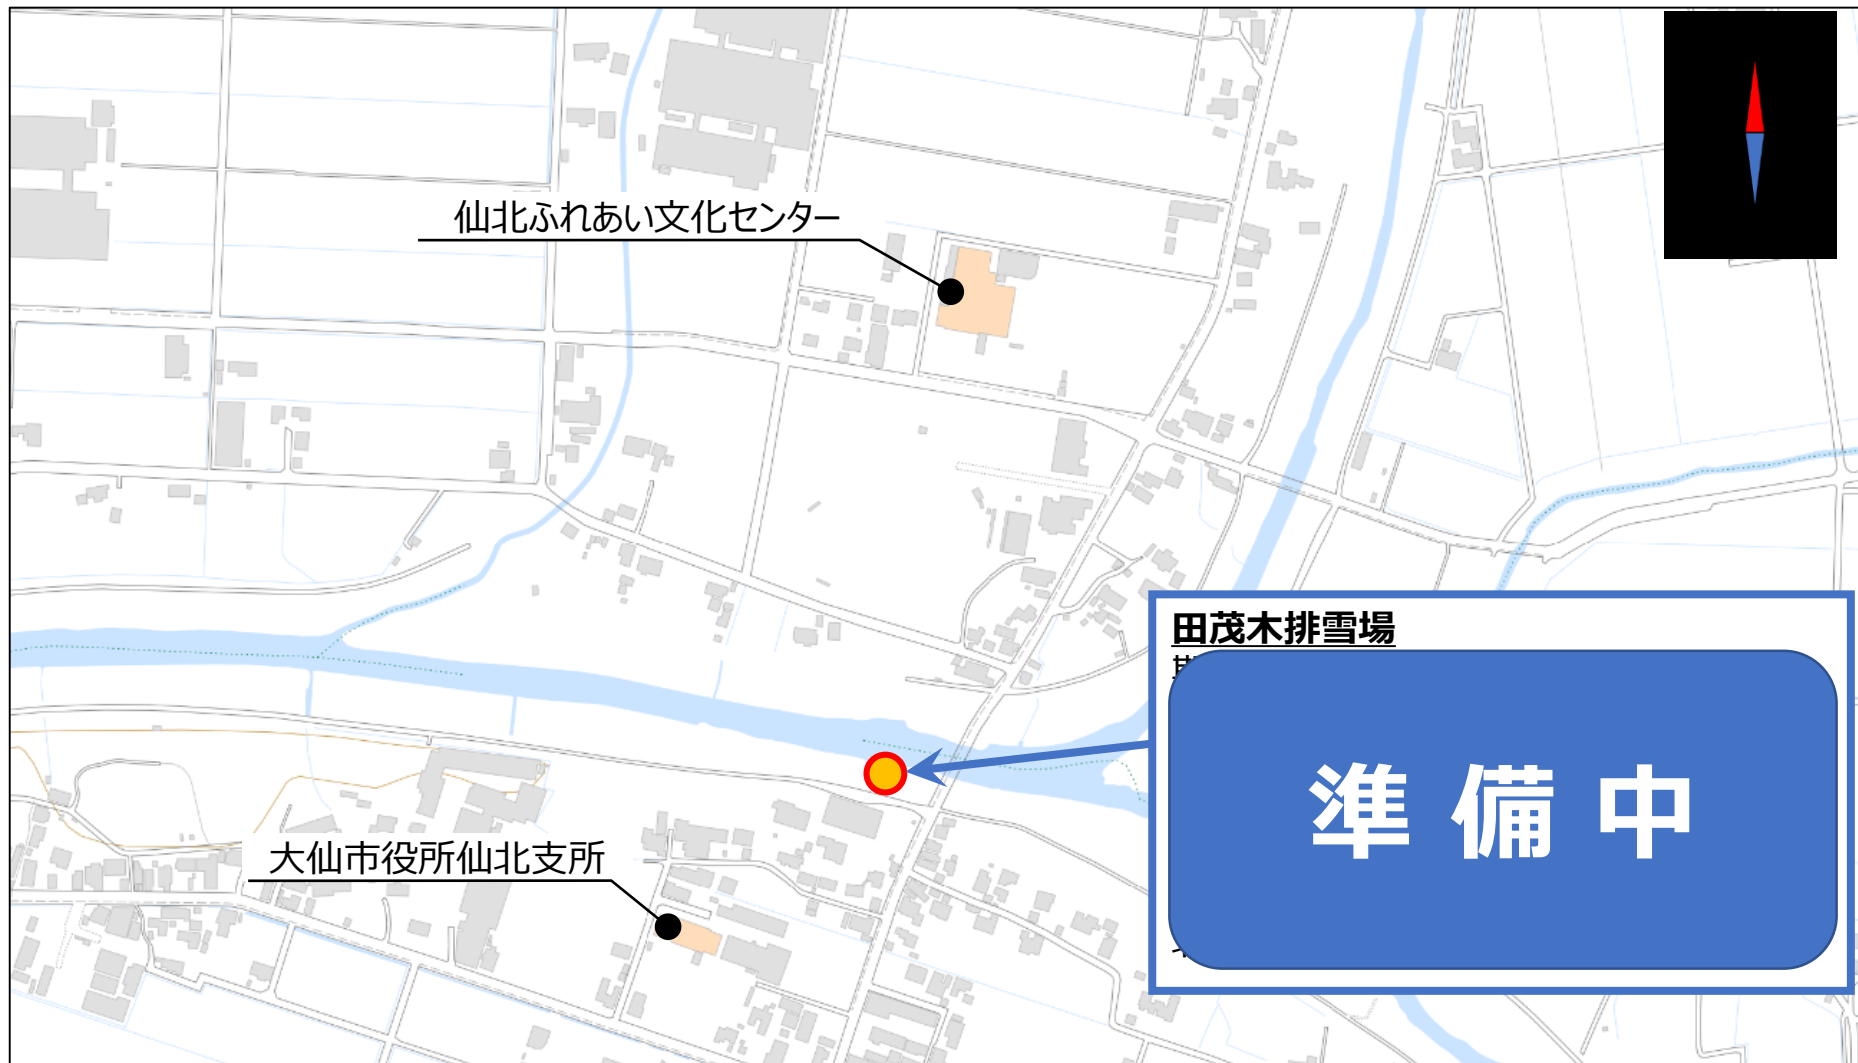 仙北ふれあい文化センター
田茂木排雪場
準備中
大仙市役所仙北支所